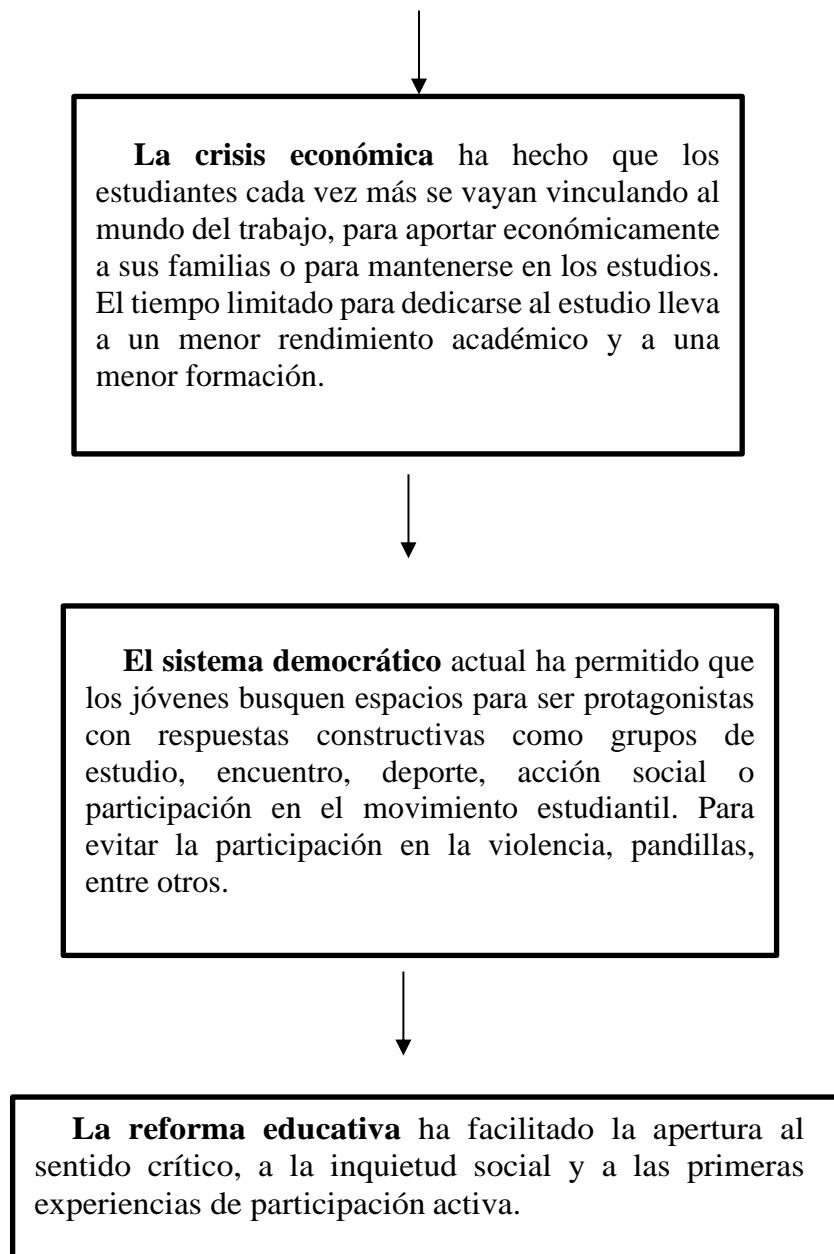 La crisis económica ha hecho que los
estudiantes cada vez más se vayan vinculando al
mundo del trabajo, para aportar económicamente
a sus familias o para mantenerse en los estudios.
El tiempo limitado para dedicarse al estudio lleva
a un menor rendimiento académico y a una
menor formación.
El sistema democrático actual ha permitido que
los jóvenes busquen espacios para ser protagonistas
con respuestas constructivas como grupos de
estudio, encuentro, deporte, acción social o
participación en el movimiento estudiantil. Para
evitar la participación en la violencia, pandillas,
entre otros.
La reforma educativa ha facilitado la apertura al
sentido crítico, a la inquietud social y a las primeras
experiencias de participación activa.